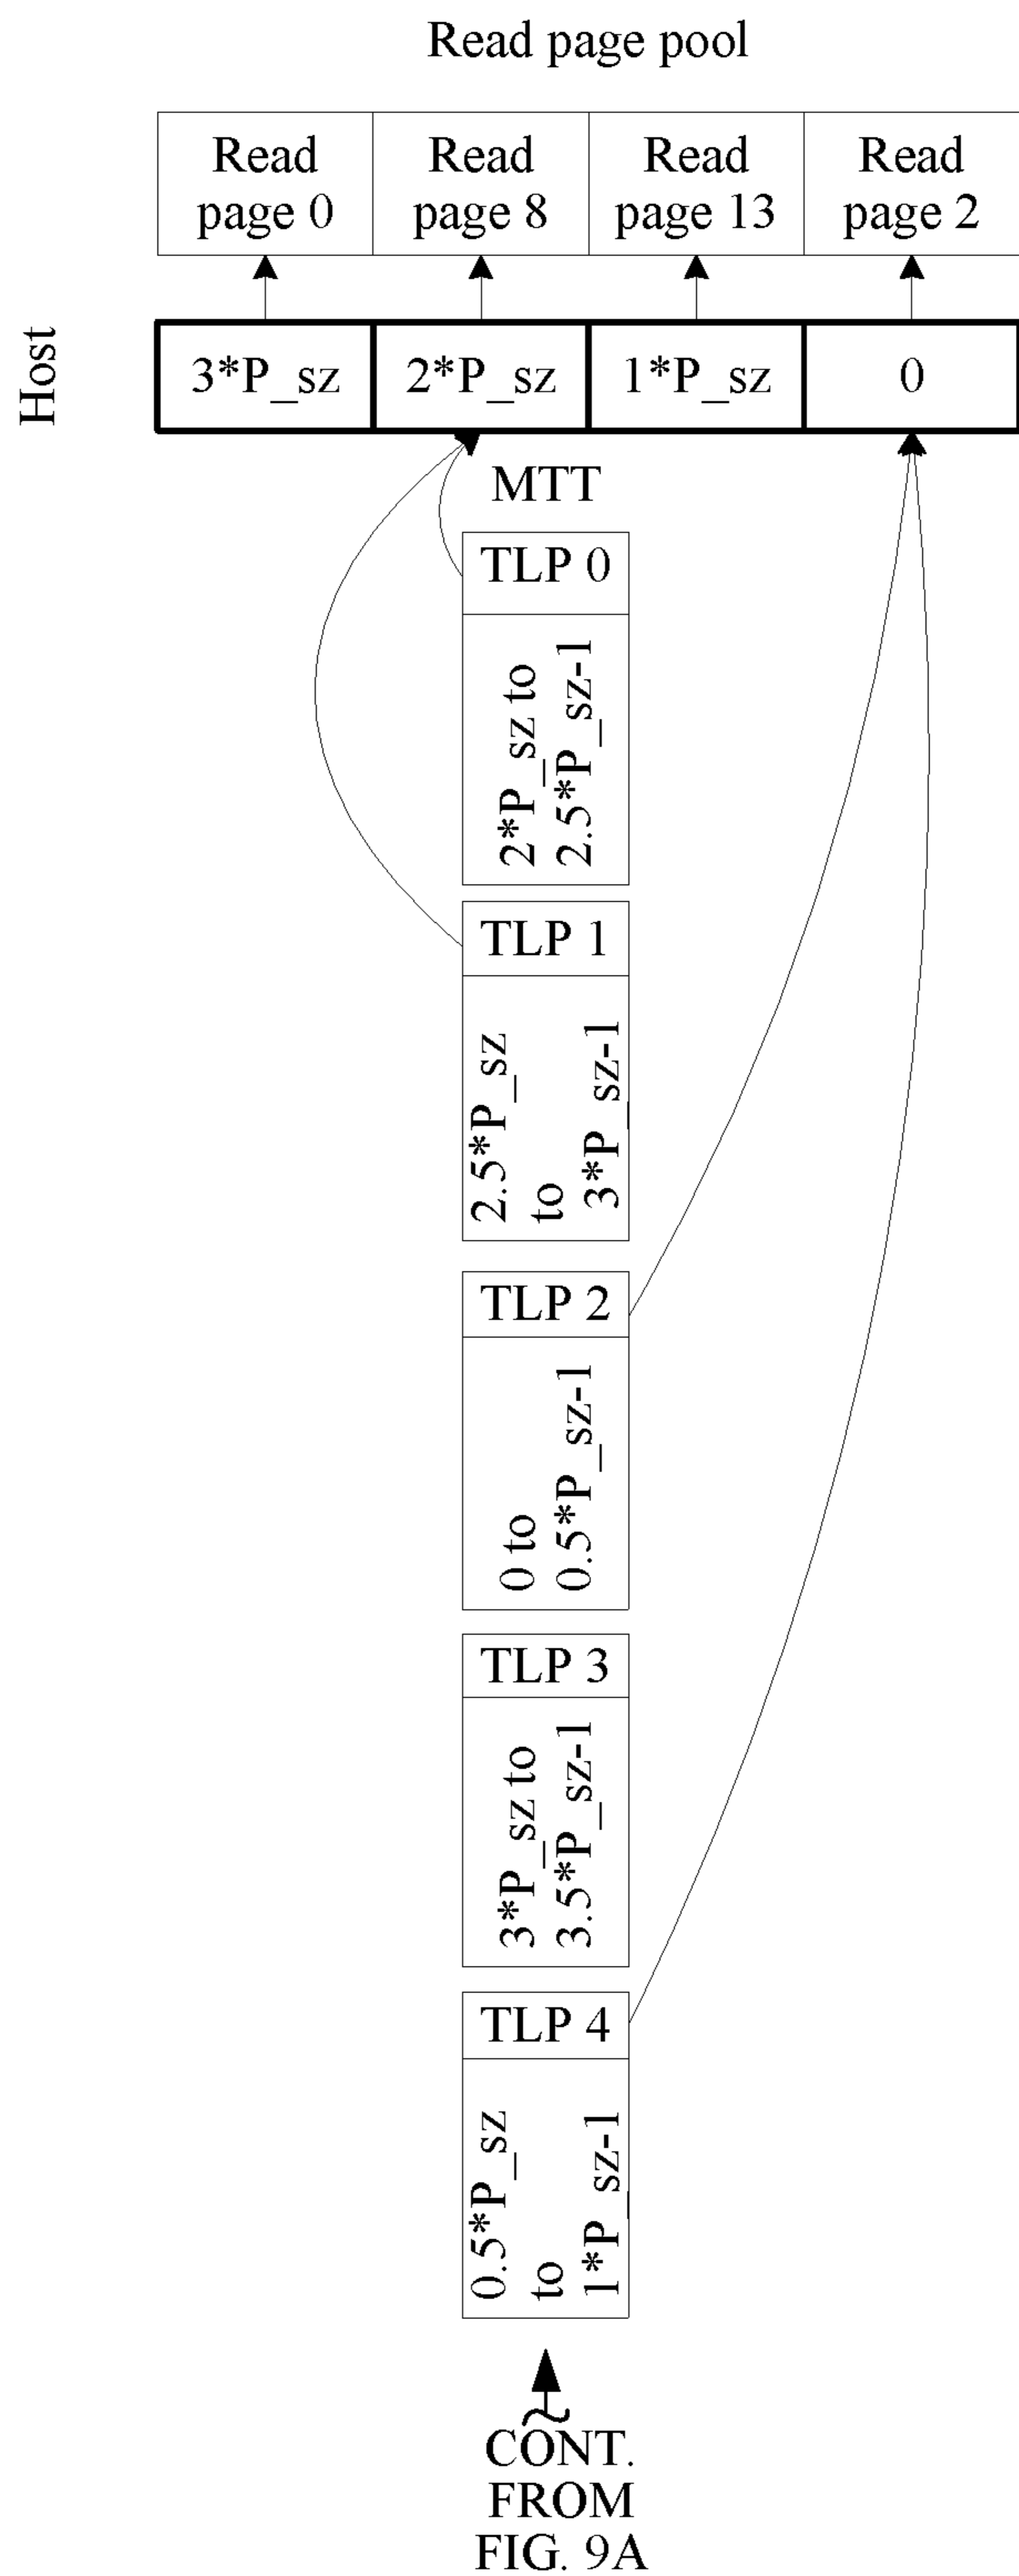 Read page pool
Read
page 0
Read
page 8
Read
page 13
Read
page 2
Host
3*P_sz
2*P_sz
1*P_sz
0
MTT
TLP 0
2*P_sz to
2.5*P_sz-1
TLP 1
2.5*P_sz
to
3*P_sz-1
TLP 2
0 to
0.5*P_sz-1
TLP 3
3*P_sz to
3.5*P_sz-1
TLP 4
0.5*P_sz
to
1*P_sz-1
CONT.
FROM
FIG. 9A